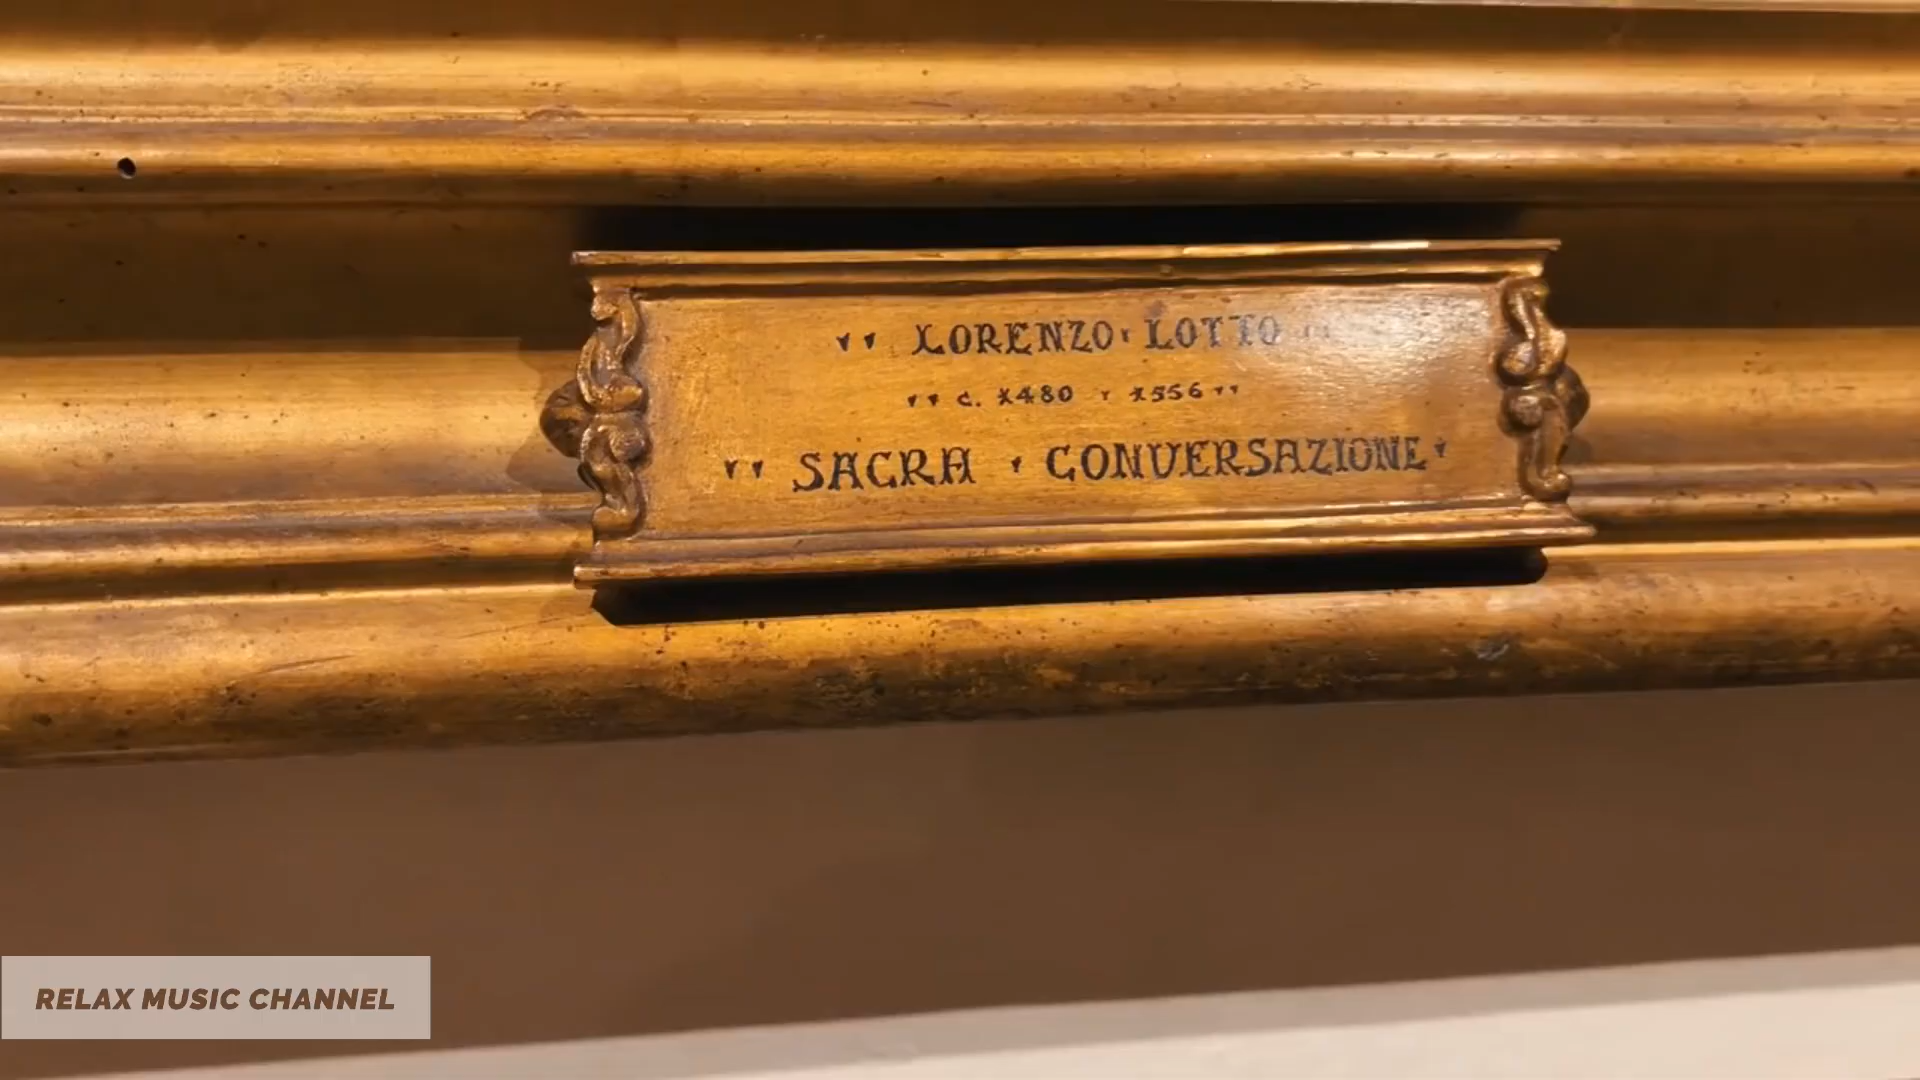 LORENZO LOTTO
c. 1480 1556
SACRA CONVERSAZIONE
RELAX MUSIC CHANNEL